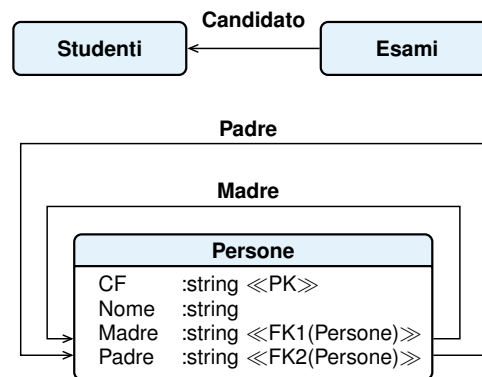 Candidato
Studenti
Esami
Padre
Madre
Persone
CF :string ≪PK≫
Nome :string
Madre :string ≪FK1(Persone)≫
Padre :string ≪FK2(Persone)≫